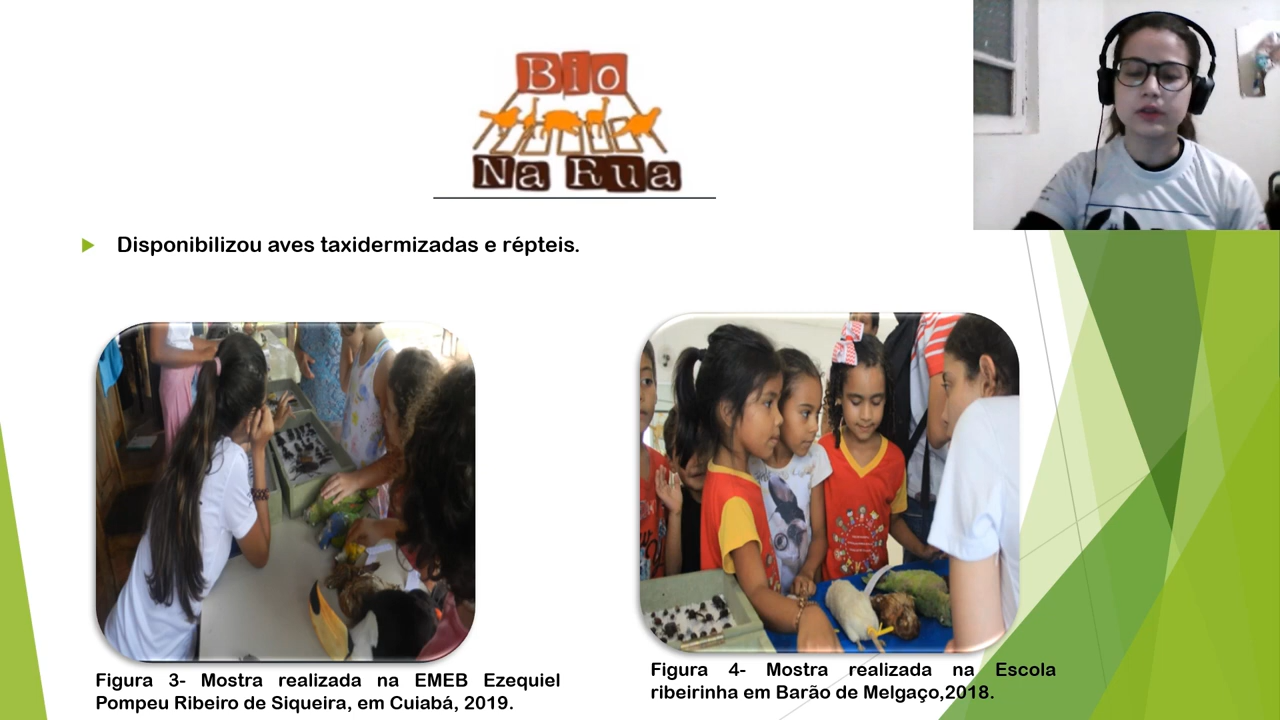 Bio
Na Rua
Disponibilizou aves taxidermizadas e répteis.
Figura 3- Mostra realizada na EMEB Ezequiel
Pompeu Ribeiro de Siqueira, em Cuiabá, 2019.
Figura 4- Mostra realizada na Escola
ribeirinha em Barão de Melgaço,2018.